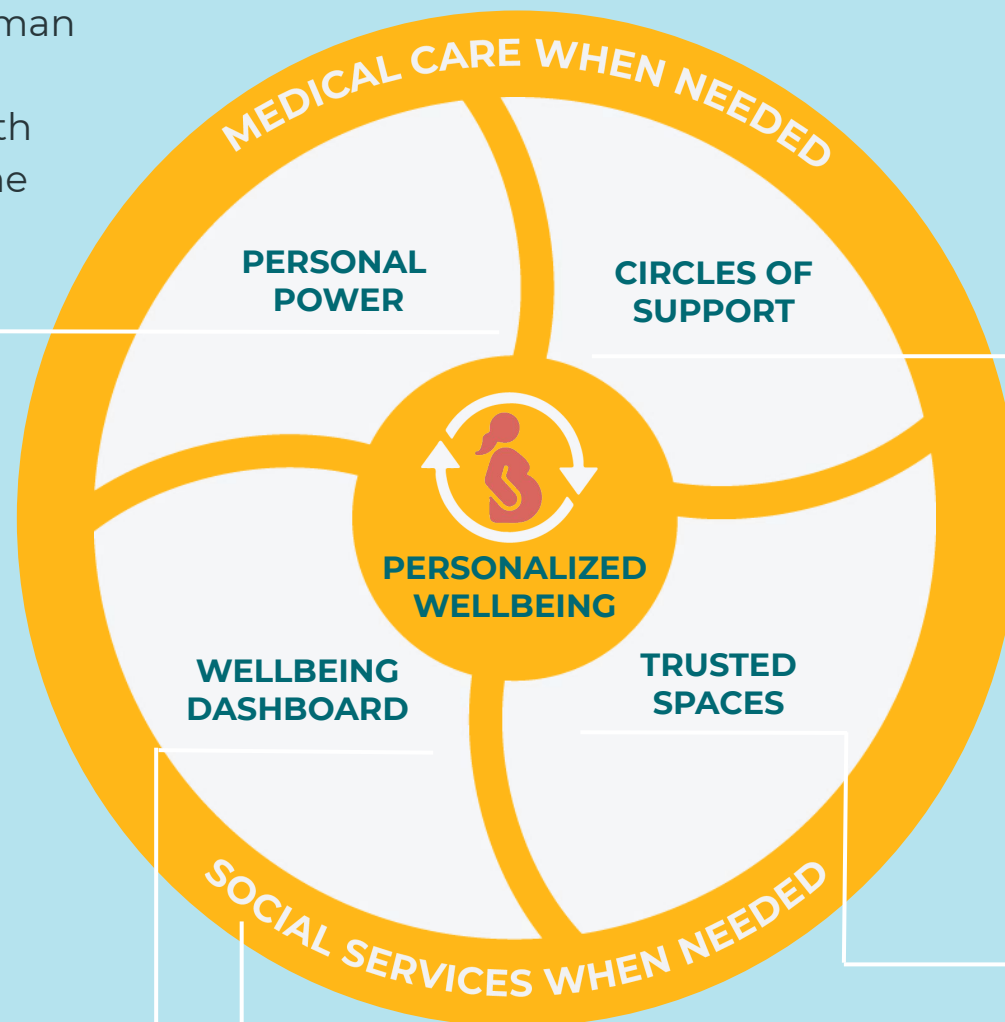 MEDICAL CARE WHEN NEEDED
PERSONAL
POWER
CIRCLES OF
SUPPORT
PERSONALIZED
WELLBEING
WELLBEING
DASHBOARD
TRUSTED
SPACES
SOCIAL SERVICES WHEN NEEDED